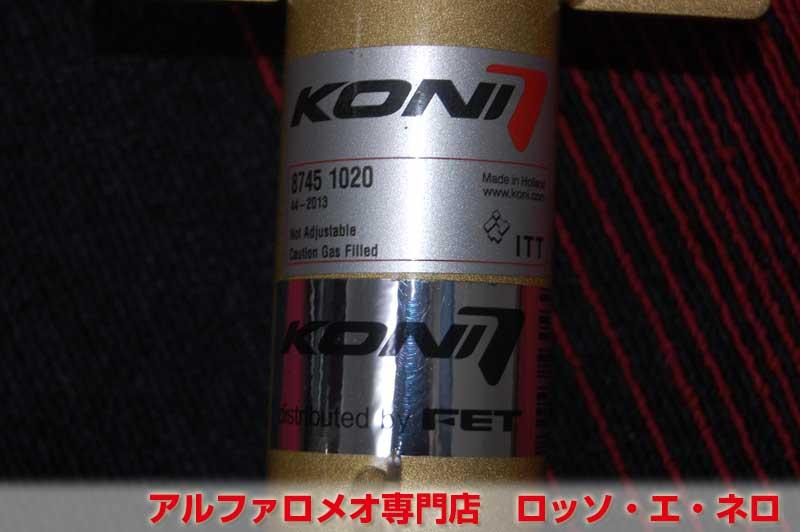 KONI
8745 1020
44-2013
Made in Holland
www.koni.com
Not Adjustable
Caution Gas Filled
ITT
KONI
distributed by FET
アルファロメオ専門店　ロッソ・エ・ネロ